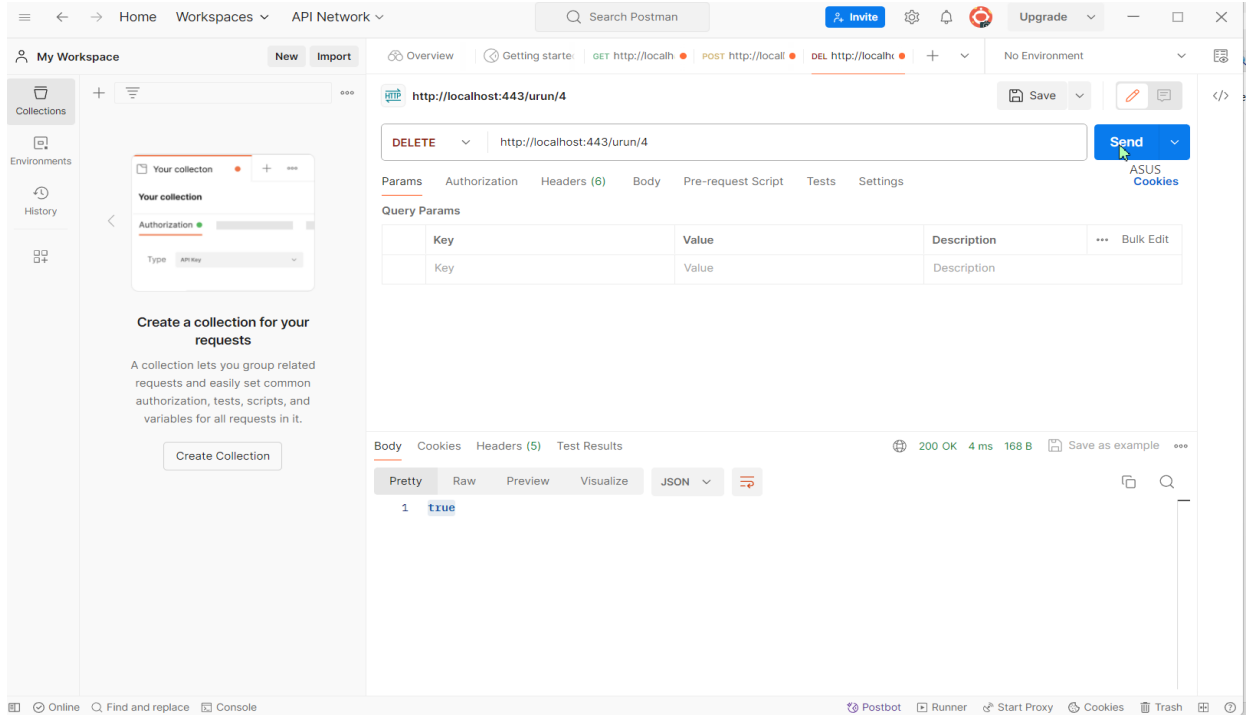 Home Workspaces API Network Search Postman Invite Upgrade
My Workspace New Import Overview Getting starte GET http://localh POST http://locall DEL http://localhc No Environment
Collections
Environments
History
Your collecton
Your collection
Authorization
Type API Key
Create a collection for your
requests
A collection lets you group related
requests and easily set common
authorization, tests, scripts, and
variables for all requests in it.
Create Collection
HTTP http://localhost:443/urun/4 Save
DELETE http://localhost:443/urun/4 Send
ASUS
Params Authorization Headers (6) Body Pre-request Script Tests Settings Cookies
Query Params
Key Value Description Bulk Edit
Key Value Description
Body Cookies Headers (5) Test Results 200 OK 4 ms 168 B Save as example
Pretty Raw Preview Visualize JSON
1 true
Online Find and replace Console Postbot Runner Start Proxy Cookies Trash